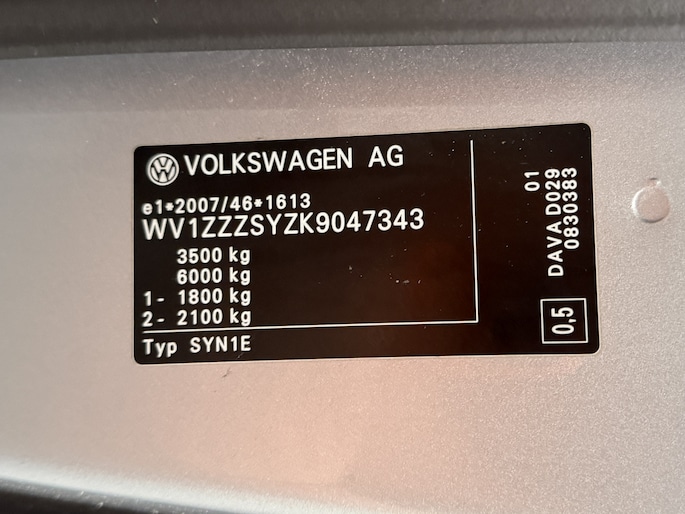 VOLKSWAGEN AG
e1*2007/46*1613
WV1ZZZSYZK9047343
3500 kg
6000 kg
1- 1800 kg
2- 2100 kg
Typ SYN1E
01
DAVA D029
0830383
0,5